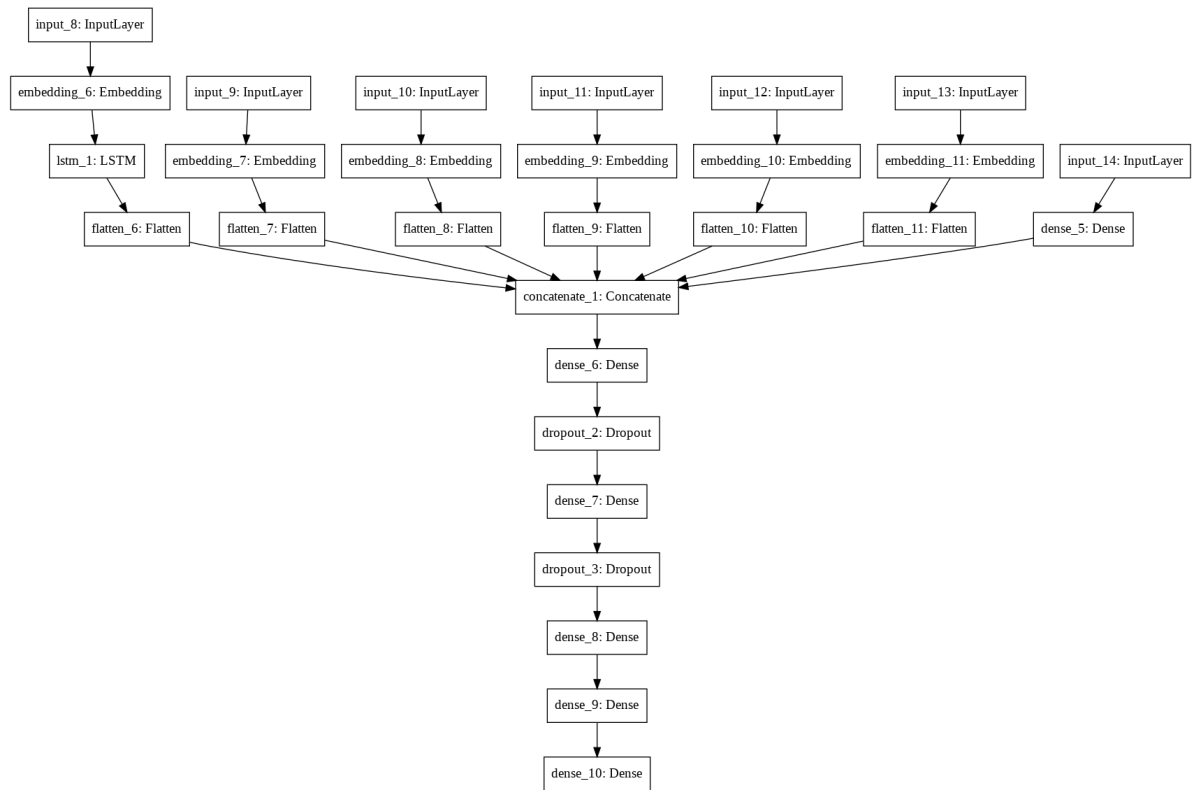 input_8: InputLayer
embedding_6: Embedding
input_9: InputLayer
input_10: InputLayer
input_11: InputLayer
input_12: InputLayer
input_13: InputLayer
lstm_1: LSTM
embedding_7: Embedding
embedding_8: Embedding
embedding_9: Embedding
embedding_10: Embedding
embedding_11: Embedding
input_14: InputLayer
flatten_6: Flatten
flatten_7: Flatten
flatten_8: Flatten
flatten_9: Flatten
flatten_10: Flatten
flatten_11: Flatten
dense_5: Dense
concatenate_1: Concatenate
dense_6: Dense
dropout_2: Dropout
dense_7: Dense
dropout_3: Dropout
dense_8: Dense
dense_9: Dense
dense_10: Dense